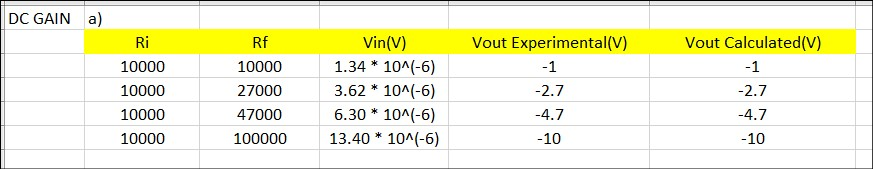 DC GAIN a)
Ri Rf Vin(V) Vout Experimental(V) Vout Calculated(V)
10000 10000 1.34 * 10^(-6) -1 -1
10000 27000 3.62 * 10^(-6) -2.7 -2.7
10000 47000 6.30 * 10^(-6) -4.7 -4.7
10000 100000 13.40 * 10^(-6) -10 -10